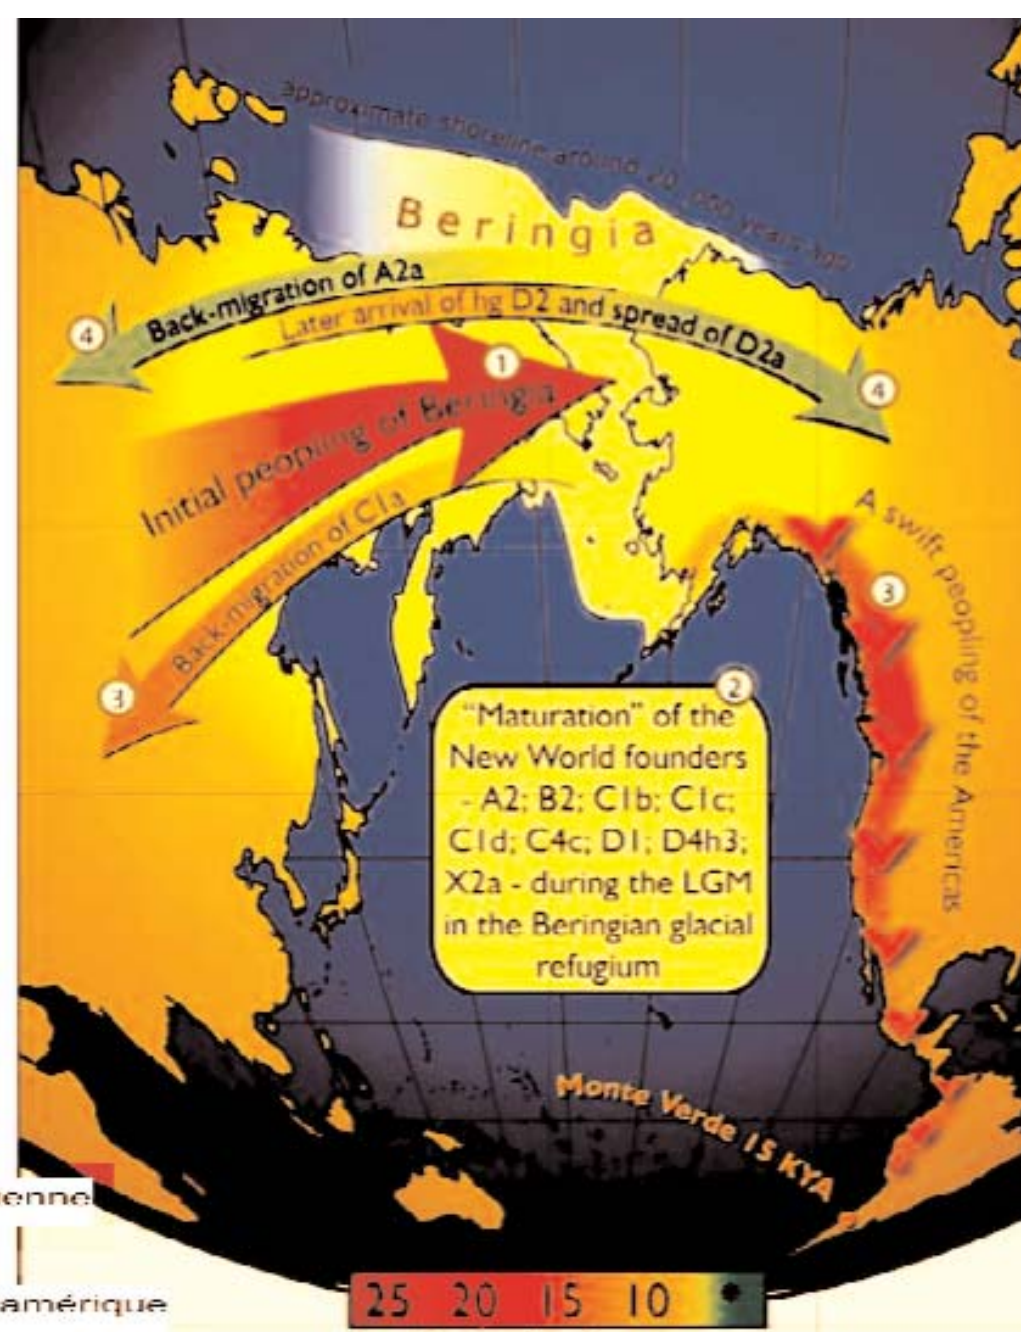 approximate shoreline around 20,000 years ago
Beringia
Back-migration of A2a
Later arrival of hg D2 and spread of D2a
4
4
1
Initial peopling of Beringia
Back-migration of C1a
3
A swift peopling of the Americas
3
2
"Maturation" of the
New World founders
- A2; B2; C1b; C1c;
C1d; C4c; D1; D4h3;
X2a - during the LGM
in the Beringian glacial
refugium
Monte Verde 15 KYA
enne
amérique
25 20 15 10 *